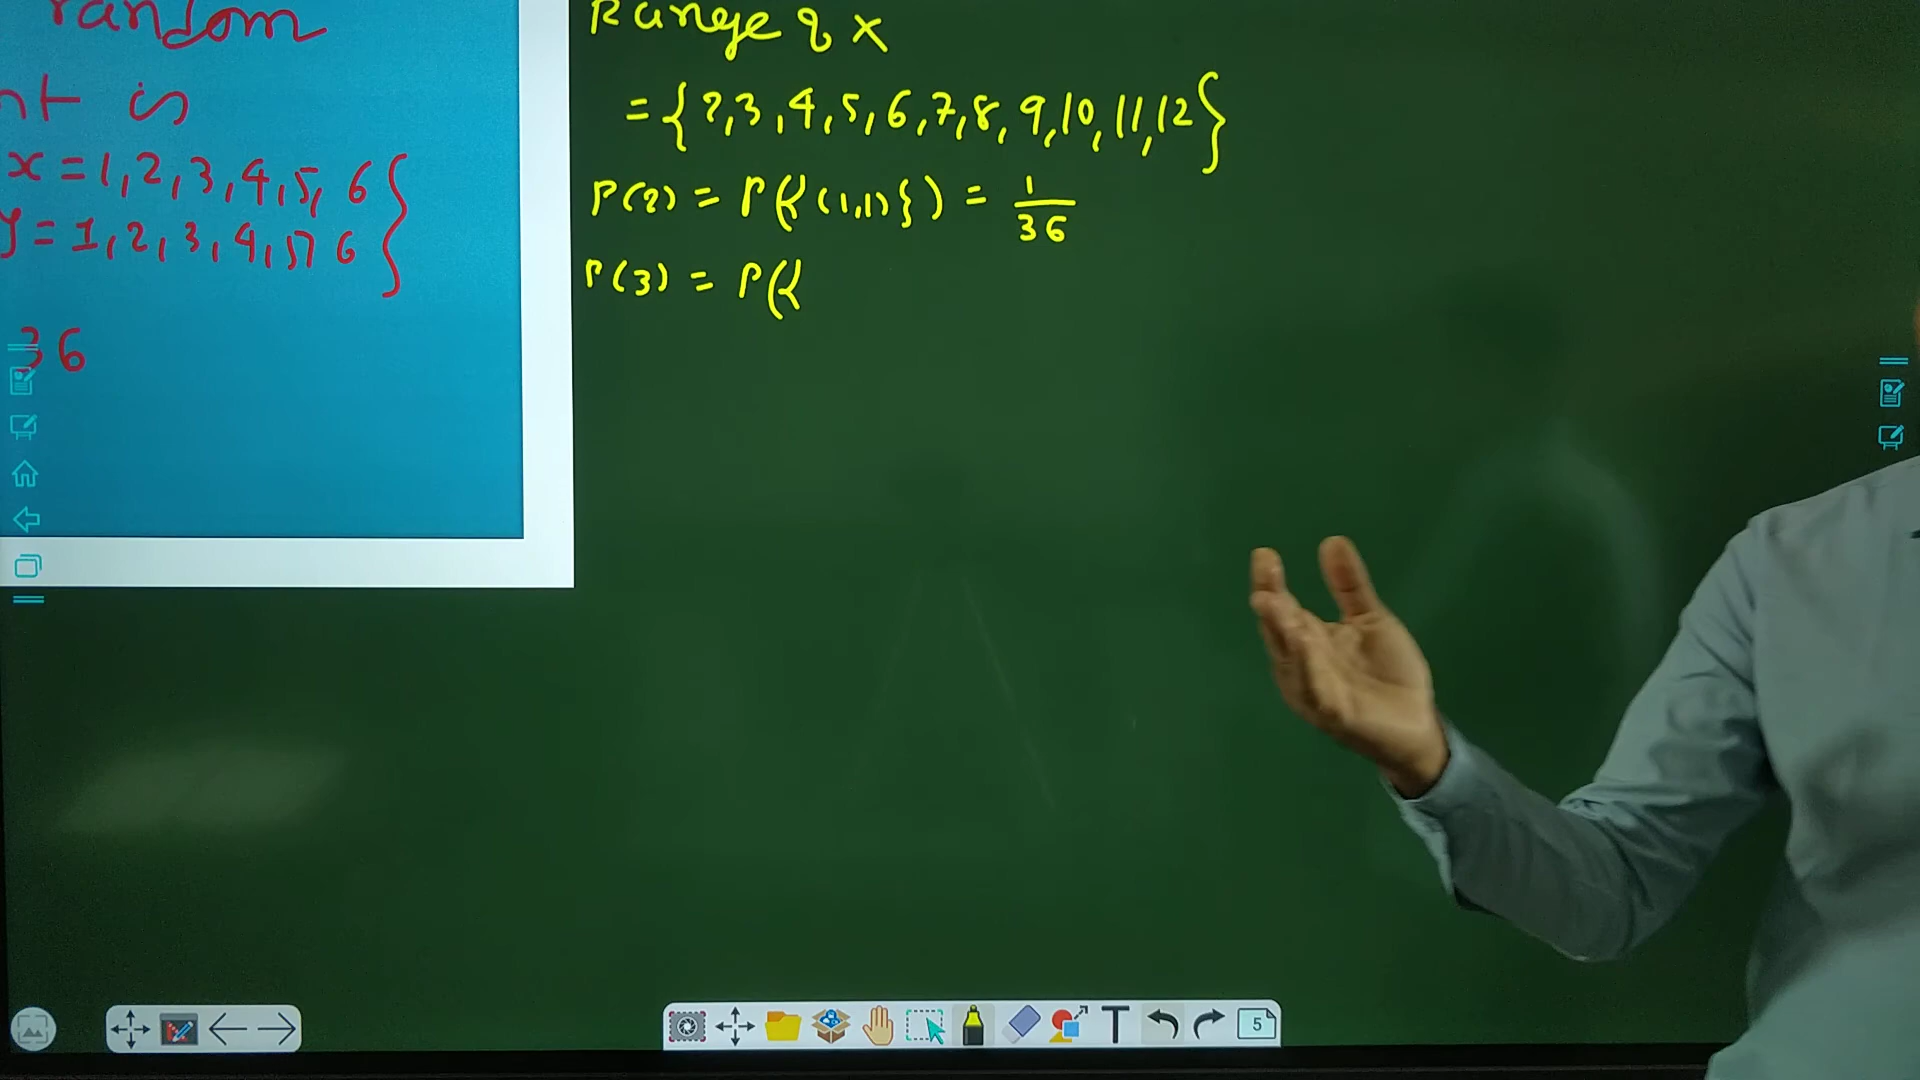 random
nt is
x = 1, 2, 3, 4, 5, 6 }
y = 1, 2, 3, 4, 5, 6
36
Range of X
= { 2, 3, 4, 5, 6, 7, 8, 9, 10, 11, 12 }
P(2) = P({(1,1)}) = 1/36
P(3) = P({
5